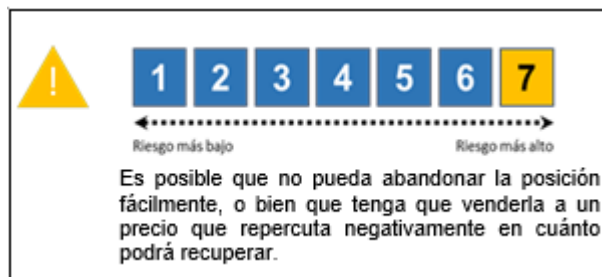 !
1 2 3 4 5 6 7
Riesgo más bajo Riesgo más alto
Es posible que no pueda abandonar la posición
fácilmente, o bien que tenga que venderla a un
precio que repercuta negativamente en cuánto
podrá recuperar.